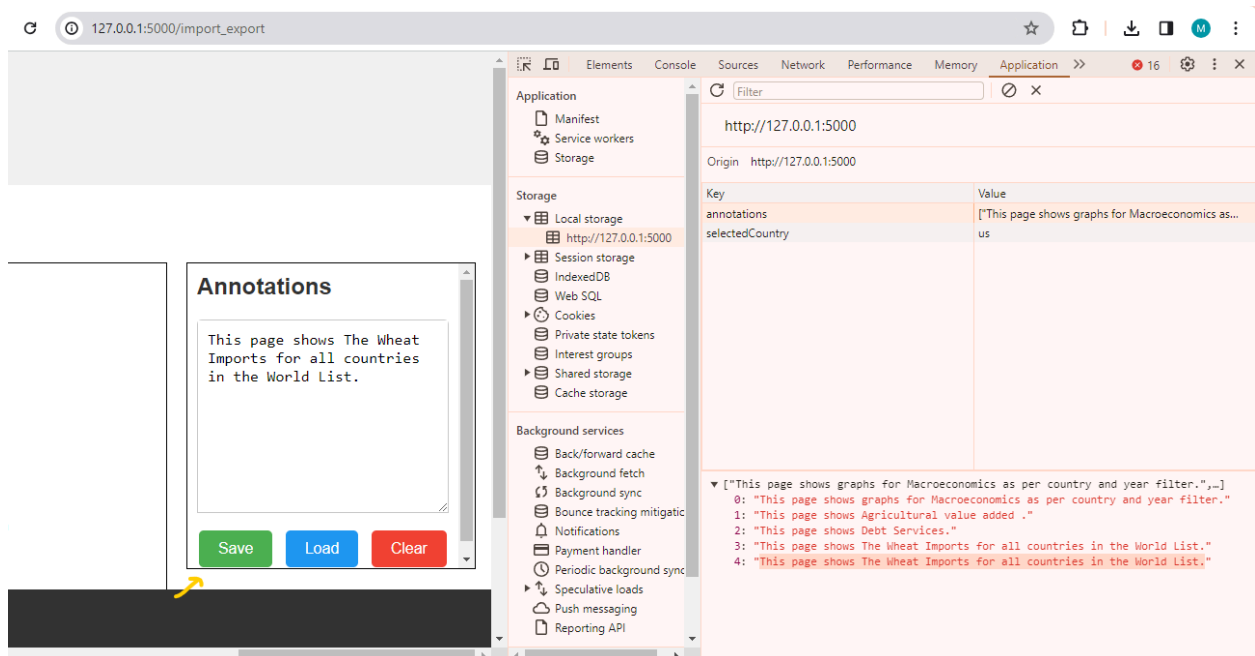 127.0.0.1:5000/import_export
M
Elements Console Sources Network Performance Memory Application 16
Application
Manifest
Service workers
Storage
Storage
Local storage
http://127.0.0.1:5000
Session storage
IndexedDB
Web SQL
Cookies
Private state tokens
Interest groups
Shared storage
Cache storage
Background services
Back/forward cache
Background fetch
Background sync
Bounce tracking mitigatic
Notifications
Payment handler
Periodic background sync
Speculative loads
Push messaging
Reporting API
Filter
http://127.0.0.1:5000
Origin http://127.0.0.1:5000
Key Value
annotations ["This page shows graphs for Macroeconomics as...
selectedCountry us
["This page shows graphs for Macroeconomics as per country and year filter.",…]
0: "This page shows graphs for Macroeconomics as per country and year filter."
1: "This page shows Agricultural value added ."
2: "This page shows Debt Services."
3: "This page shows The Wheat Imports for all countries in the World List."
4: "This page shows The Wheat Imports for all countries in the World List."
Annotations
This page shows The Wheat
Imports for all countries
in the World List.
Save Load Clear